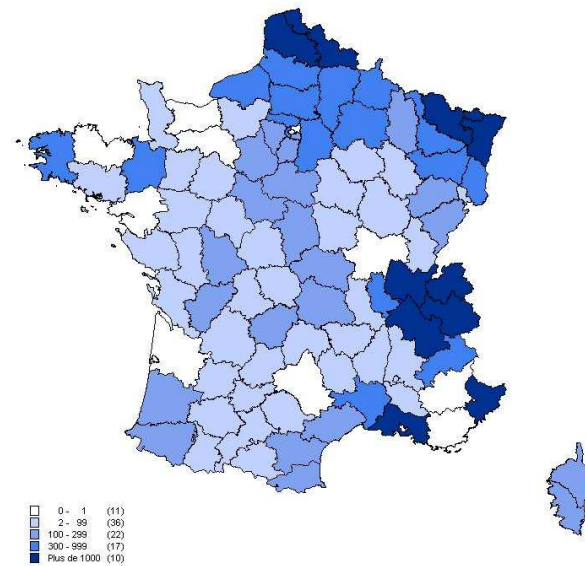 0 - 1 (11)
2 - 99 (36)
100 - 299 (22)
300 - 999 (17)
Plus de 1000 (10)